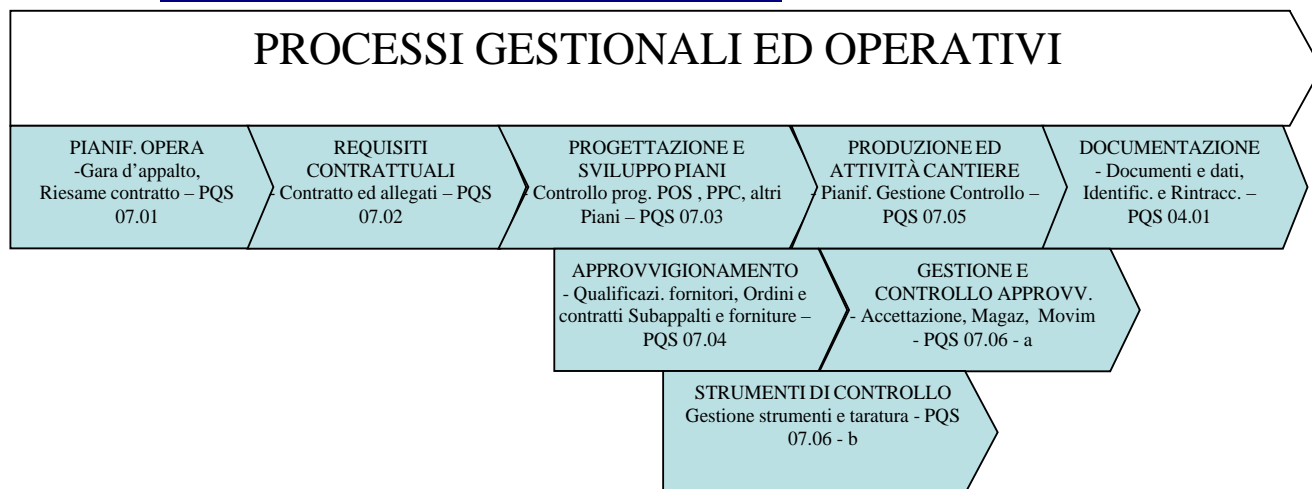 PROCESSI GESTIONALI ED OPERATIVI
PIANIF. OPERA
-Gara d'appalto,
Riesame contratto – PQS
07.01
REQUISITI
CONTRATTUALI
- Contratto ed allegati – PQS
07.02
PROGETTAZIONE E
SVILUPPO PIANI
- Controllo prog. POS , PPC, altri
Piani – PQS 07.03
PRODUZIONE ED
ATTIVITÀ CANTIERE
- Pianif. Gestione Controllo –
PQS 07.05
DOCUMENTAZIONE
- Documenti e dati,
Identific. e Rintracc. –
PQS 04.01
APPROVVIGIONAMENTO
- Qualificazi. fornitori, Ordini e
contratti Subappalti e forniture –
PQS 07.04
GESTIONE E
CONTROLLO APPROVV.
- Accettazione, Magaz, Movim
- PQS 07.06 - a
STRUMENTI DI CONTROLLO
Gestione strumenti e taratura - PQS
07.06 - b